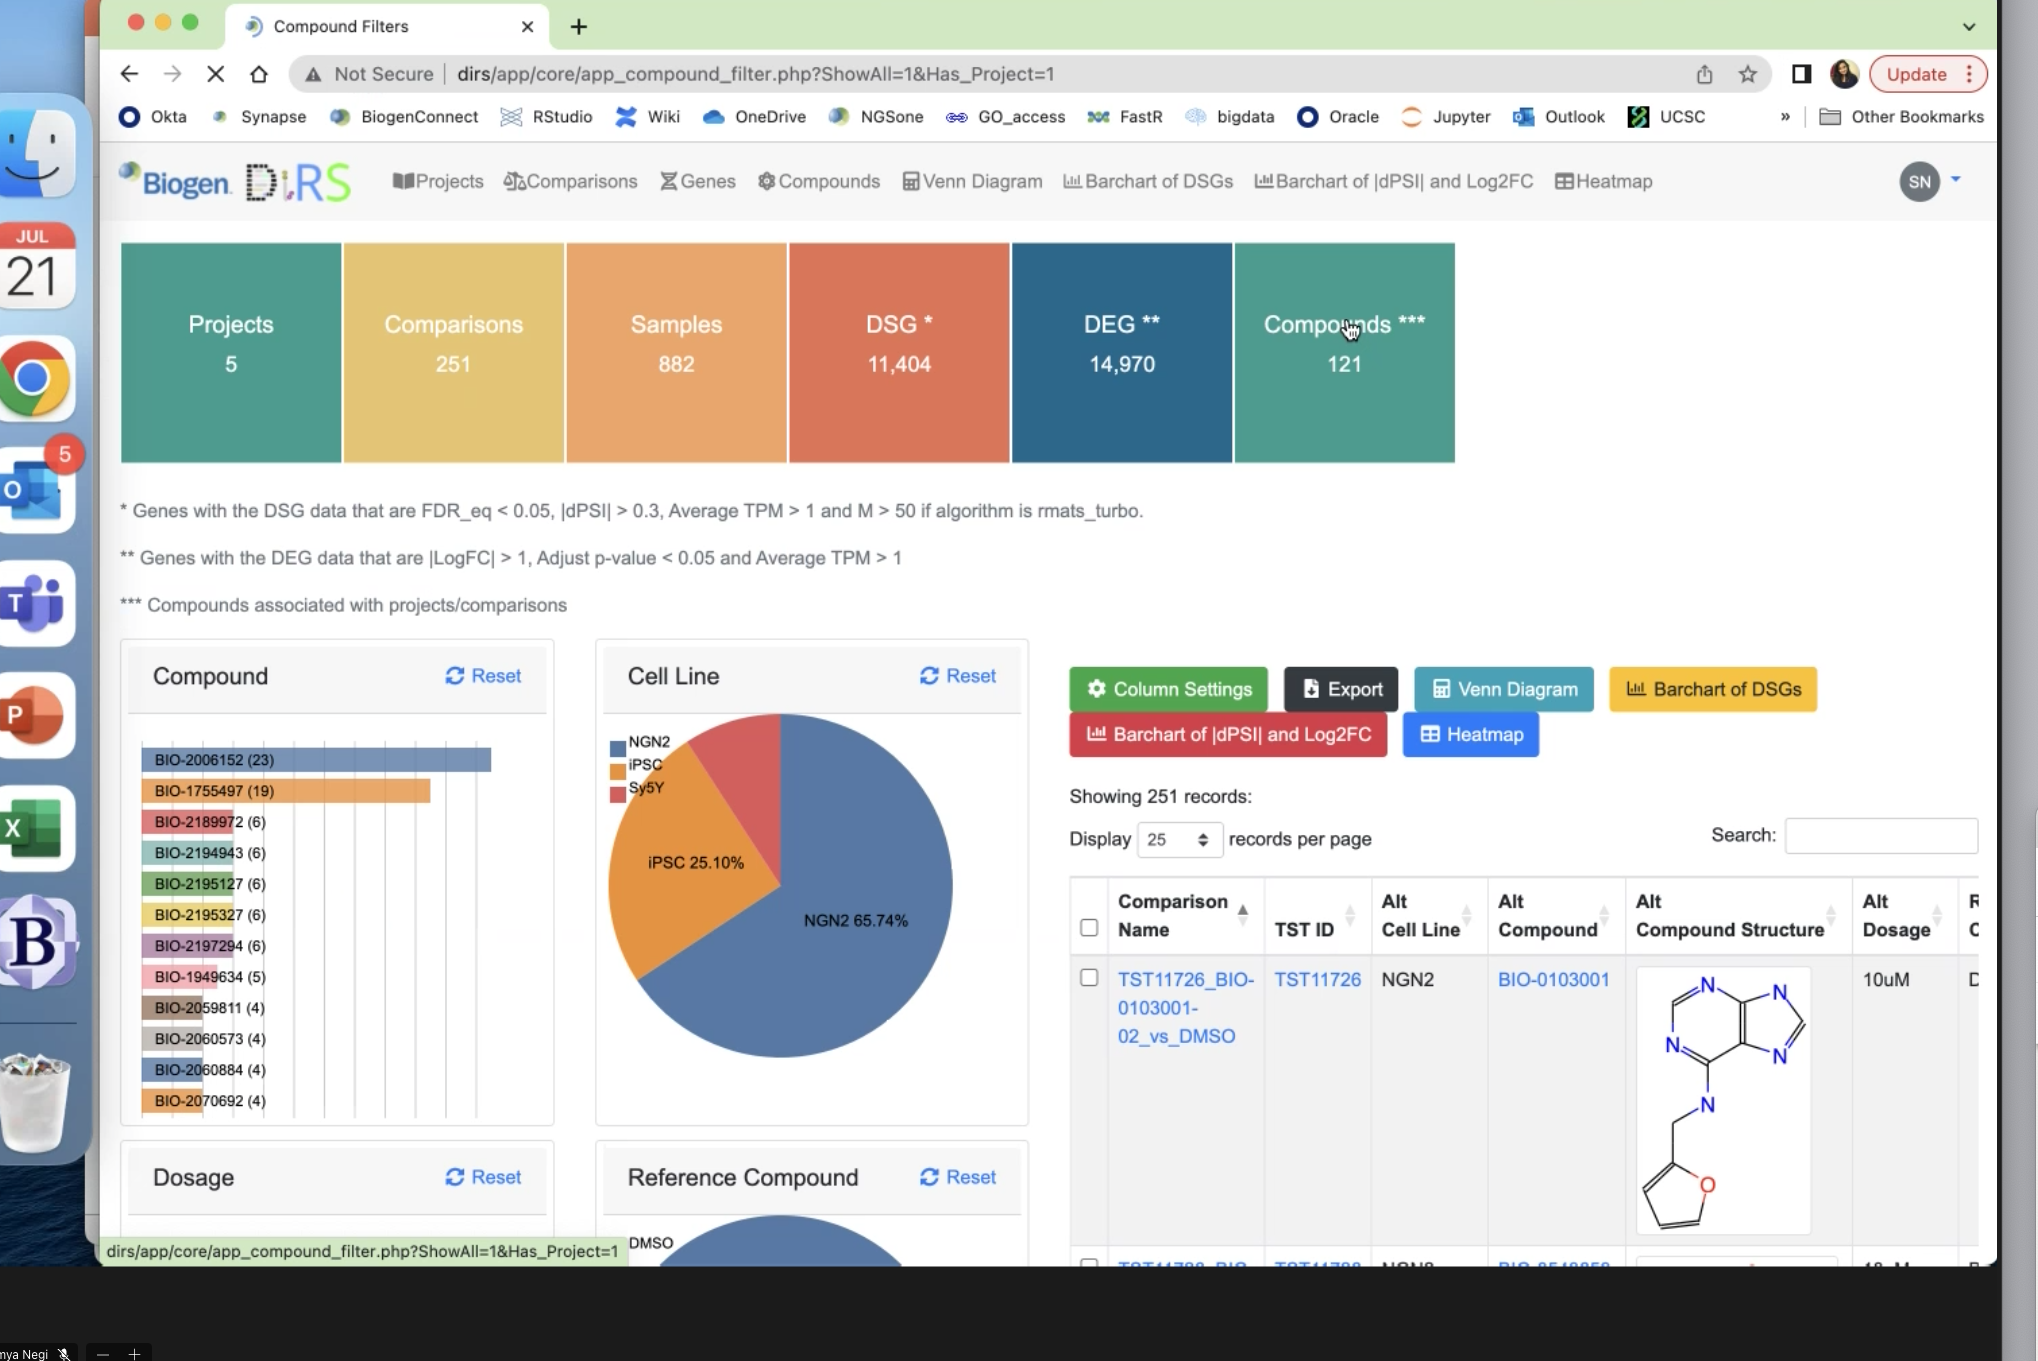 Compound Filters
Not Secure dirs/app/core/app_compound_filter.php?ShowAll=1&Has_Project=1
Update
Okta Synapse BiogenConnect RStudio Wiki OneDrive NGSone GO_access FastR bigdata Oracle Jupyter Outlook UCSC » Other Bookmarks
Biogen. DiRS Projects Comparisons Genes Compounds Venn Diagram Barchart of DSGs Barchart of |dPSI| and Log2FC Heatmap SN
JUL
21
5
T
P
X
B
Projects
5
Comparisons
251
Samples
882
DSG *
11,404
DEG **
14,970
Compounds ***
121
* Genes with the DSG data that are FDR_eq < 0.05, |dPSI| > 0.3, Average TPM > 1 and M > 50 if algorithm is rmats_turbo.
** Genes with the DEG data that are |LogFC| > 1, Adjust p-value < 0.05 and Average TPM > 1
*** Compounds associated with projects/comparisons
Compound Reset
BIO-2006152 (23)
BIO-1755497 (19)
BIO-2189972 (6)
BIO-2194943 (6)
BIO-2195127 (6)
BIO-2195327 (6)
BIO-2197294 (6)
BIO-1949634 (5)
BIO-2059811 (4)
BIO-2060573 (4)
BIO-2060884 (4)
BIO-2070692 (4)
Cell Line Reset
NGN2
iPSC
Sy5Y
iPSC 25.10%
NGN2 65.74%
Column Settings Export Venn Diagram Barchart of DSGs
Barchart of |dPSI| and Log2FC Heatmap
Showing 251 records:
Display 25 records per page Search:
Comparison Name
TST ID
Alt Cell Line
Alt Compound
Alt Compound Structure
Alt Dosage
TST11726_BIO-
0103001-
02_vs_DMSO
TST11726
NGN2
BIO-0103001
N
N
N
N
N
O
10uM
Dosage Reset
Reference Compound Reset
DMSO
dirs/app/core/app_compound_filter.php?ShowAll=1&Has_Project=1
Negi